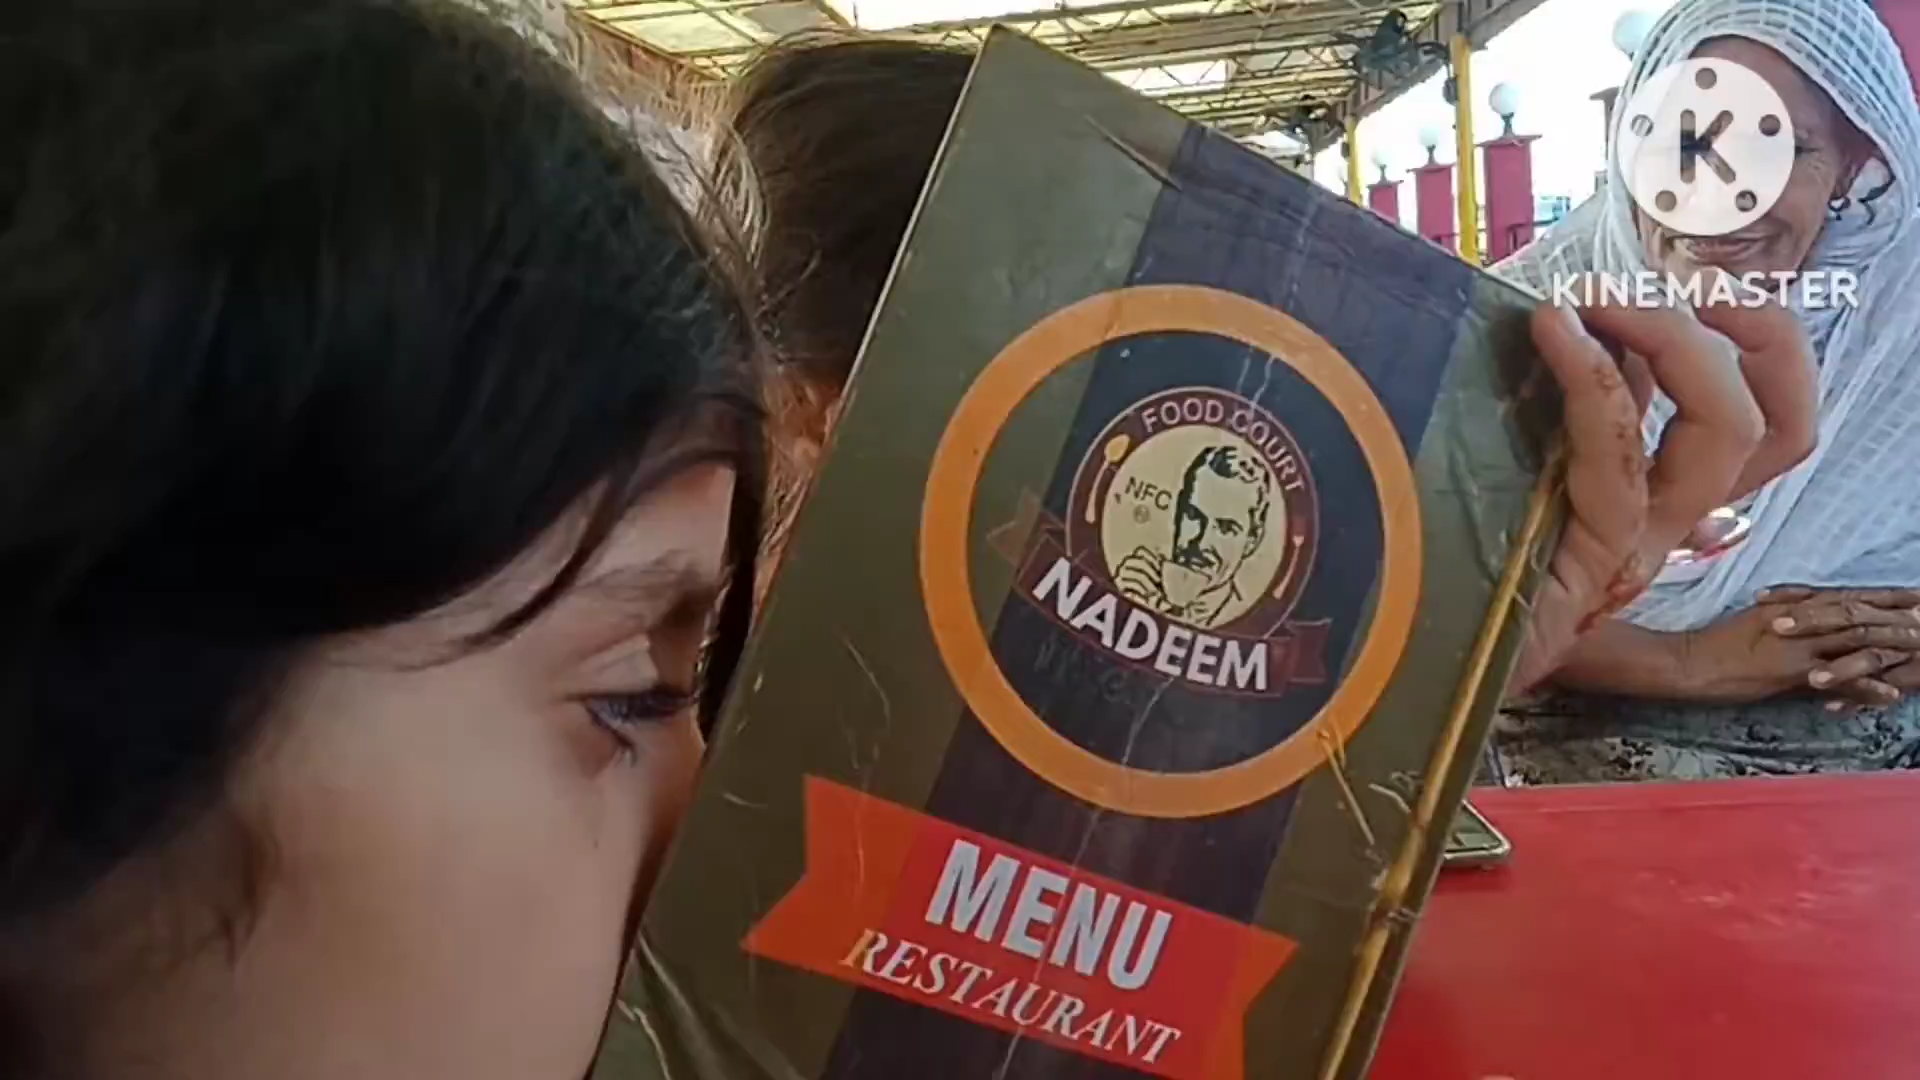 K
KINEMASTER
FOOD COURT
NFC
NADEEM
MENU
RESTAURANT